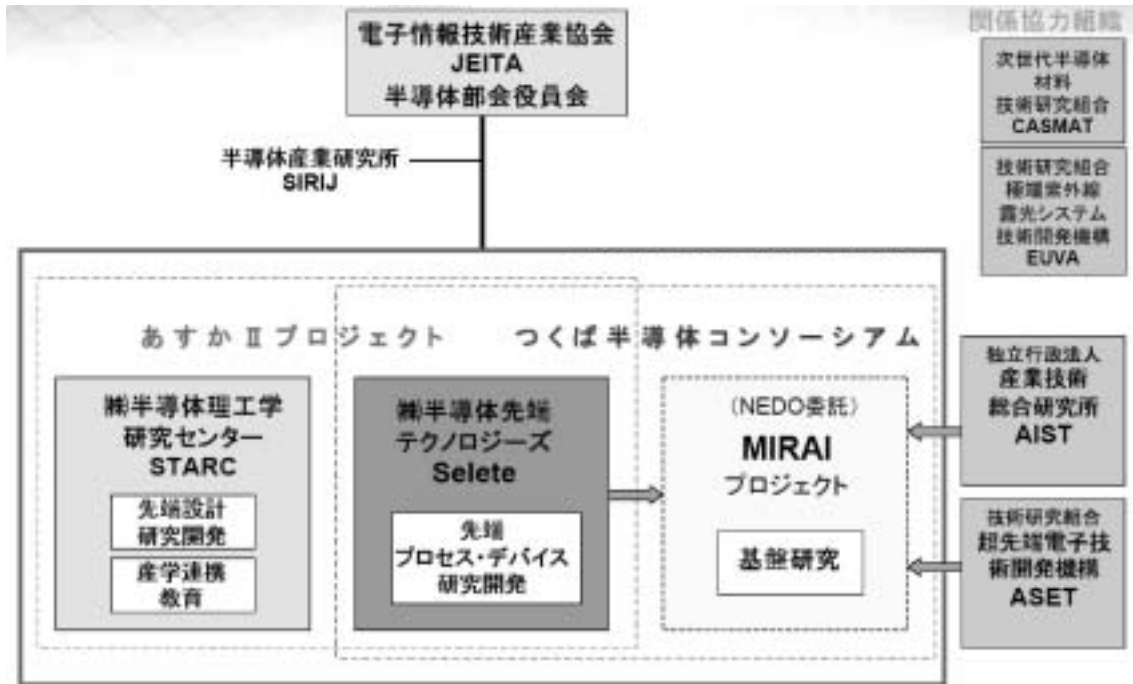 電子情報技術産業協会
JEITA
半導体部会役員会
半導体産業研究所
SIRIJ
関係協力組織
次世代半導体
材料
技術研究組合
CASMAT
技術研究組合
極端紫外線
露光システム
技術開発機構
EUVA
あすかⅡプロジェクト
つくば半導体コンソーシアム
㈱半導体理工学
研究センター
STARC
先端設計
研究開発
産学連携
教育
㈱半導体先端
テクノロジーズ
Selete
先端
プロセス・デバイス
研究開発
(NEDO委託)
MIRAI
プロジェクト
基盤研究
独立行政法人
産業技術
総合研究所
AIST
技術研究組合
超先端電子技
術開発機構
ASET